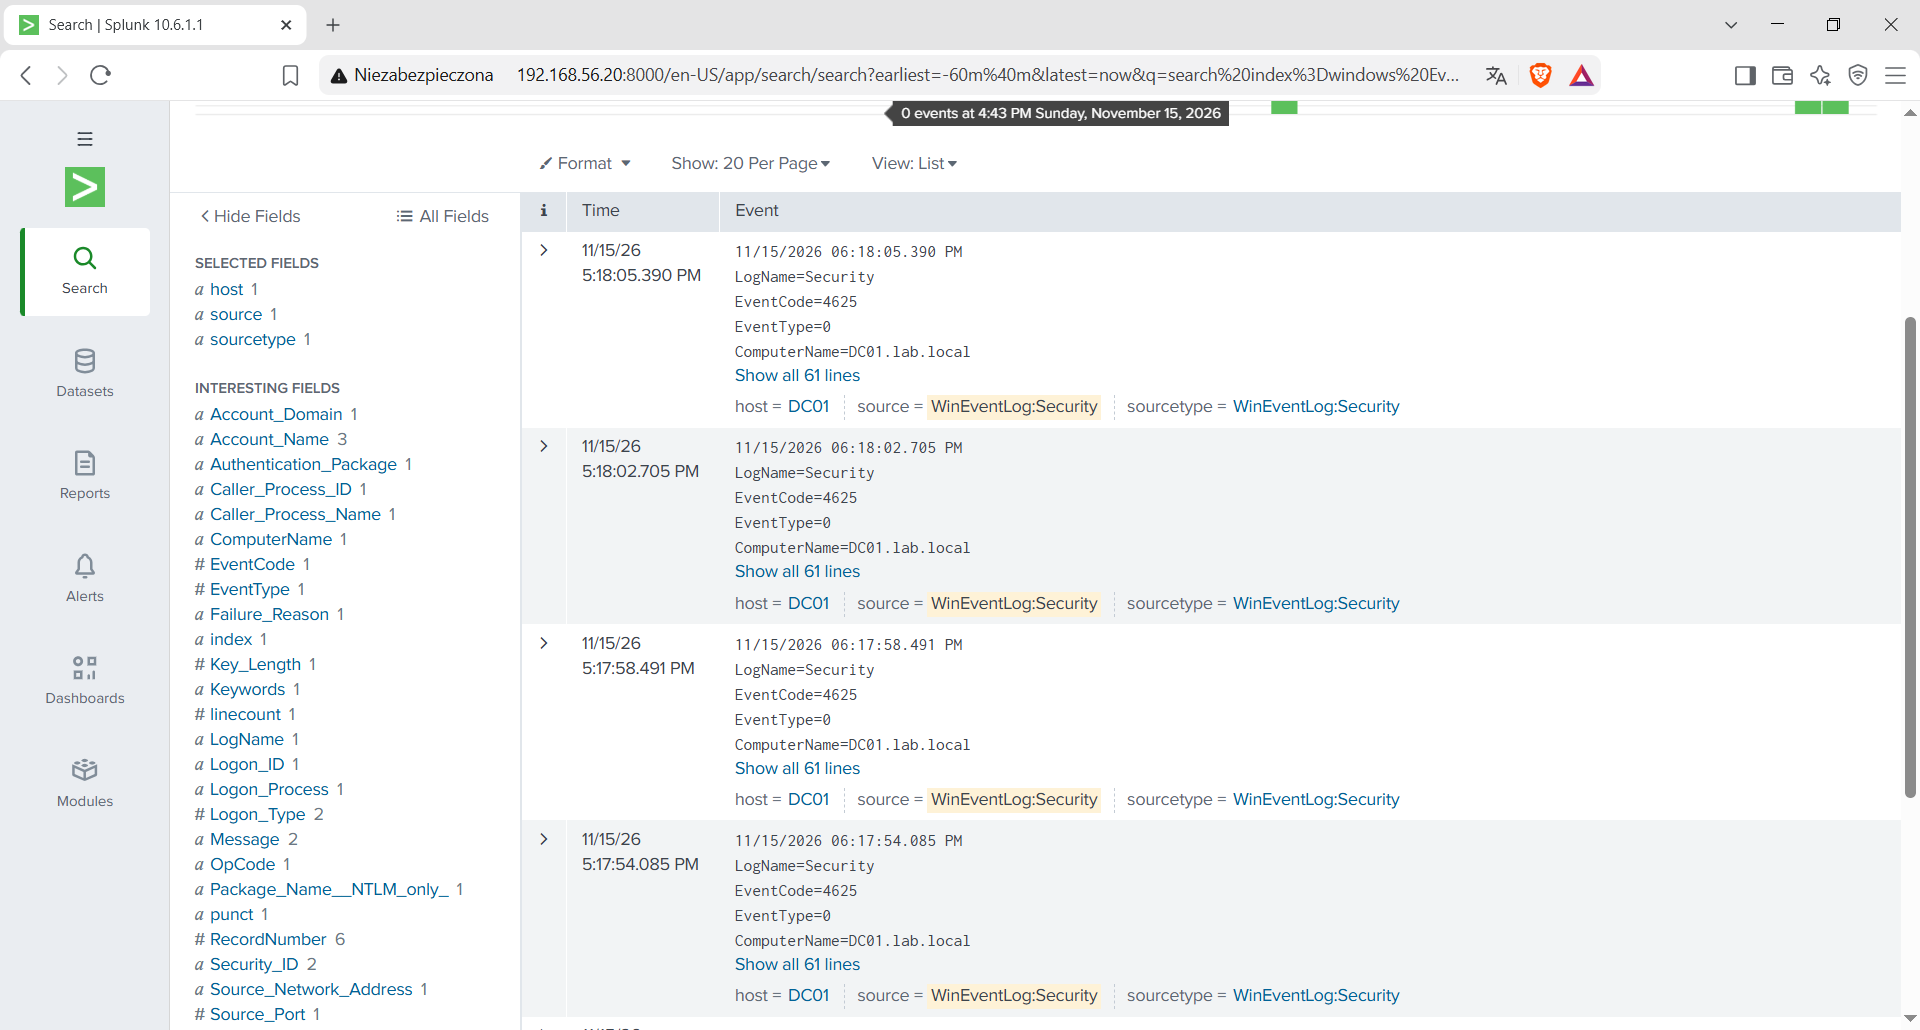 Search | Splunk 10.6.1.1
Niezabezpieczona 192.168.56.20:8000/en-US/app/search/search?earliest=-60m%40m&latest=now&q=search%20index%3Dwindows%20Ev...
0 events at 4:43 PM Sunday, November 15, 2026
Format Show: 20 Per Page View: List
Search
Datasets
Reports
Alerts
Dashboards
Modules
Hide Fields All Fields
SELECTED FIELDS
a host 1
a source 1
a sourcetype 1
INTERESTING FIELDS
a Account_Domain 1
a Account_Name 3
a Authentication_Package 1
a Caller_Process_ID 1
a Caller_Process_Name 1
a ComputerName 1
# EventCode 1
# EventType 1
a Failure_Reason 1
a index 1
# Key_Length 1
a Keywords 1
# linecount 1
a LogName 1
a Logon_ID 1
a Logon_Process 1
# Logon_Type 2
a Message 2
a OpCode 1
a Package_Name__NTLM_only_ 1
a punct 1
# RecordNumber 6
a Security_ID 2
a Source_Network_Address 1
# Source_Port 1
i Time Event
11/15/26
5:18:05.390 PM
11/15/2026 06:18:05.390 PM
LogName=Security
EventCode=4625
EventType=0
ComputerName=DC01.lab.local
Show all 61 lines
host = DC01 source = WinEventLog:Security sourcetype = WinEventLog:Security
11/15/26
5:18:02.705 PM
11/15/2026 06:18:02.705 PM
LogName=Security
EventCode=4625
EventType=0
ComputerName=DC01.lab.local
Show all 61 lines
host = DC01 source = WinEventLog:Security sourcetype = WinEventLog:Security
11/15/26
5:17:58.491 PM
11/15/2026 06:17:58.491 PM
LogName=Security
EventCode=4625
EventType=0
ComputerName=DC01.lab.local
Show all 61 lines
host = DC01 source = WinEventLog:Security sourcetype = WinEventLog:Security
11/15/26
5:17:54.085 PM
11/15/2026 06:17:54.085 PM
LogName=Security
EventCode=4625
EventType=0
ComputerName=DC01.lab.local
Show all 61 lines
host = DC01 source = WinEventLog:Security sourcetype = WinEventLog:Security